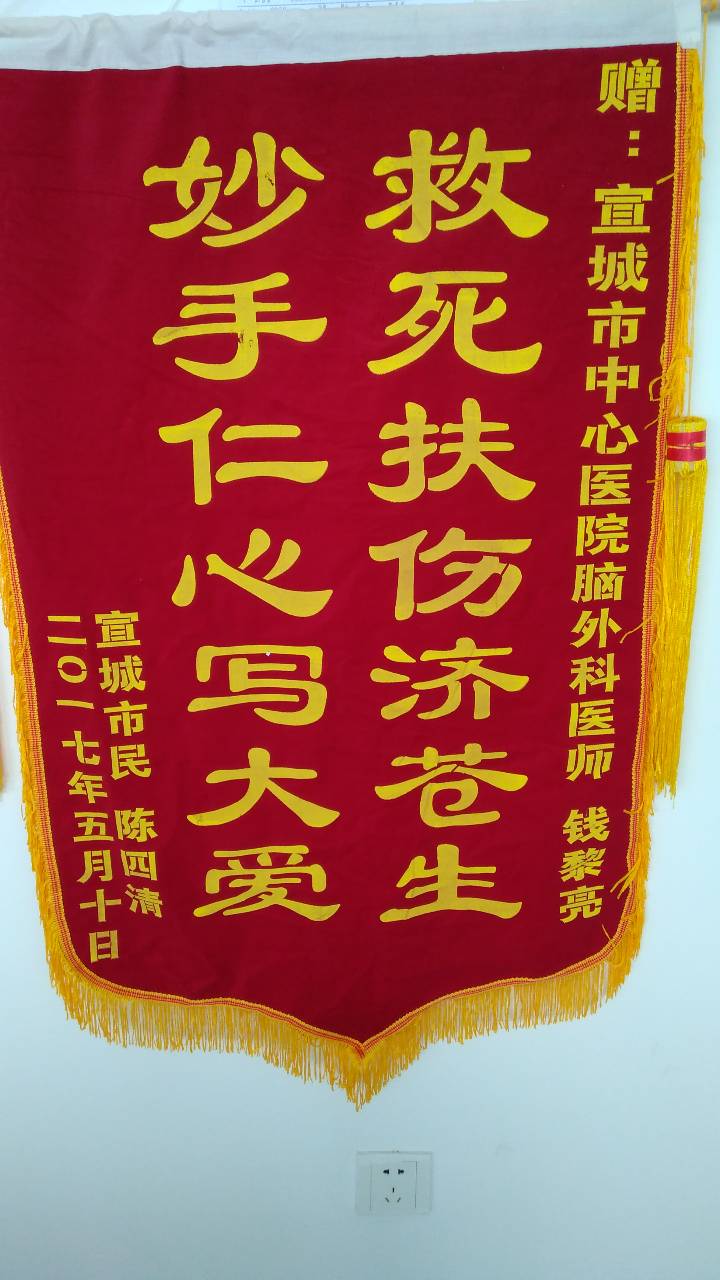 赠：宣城市中心医院脑外科医师 钱黎亮
救死扶伤济苍生
妙手仁心写大爱
宣城市民 陈四清
二〇一七年五月十日